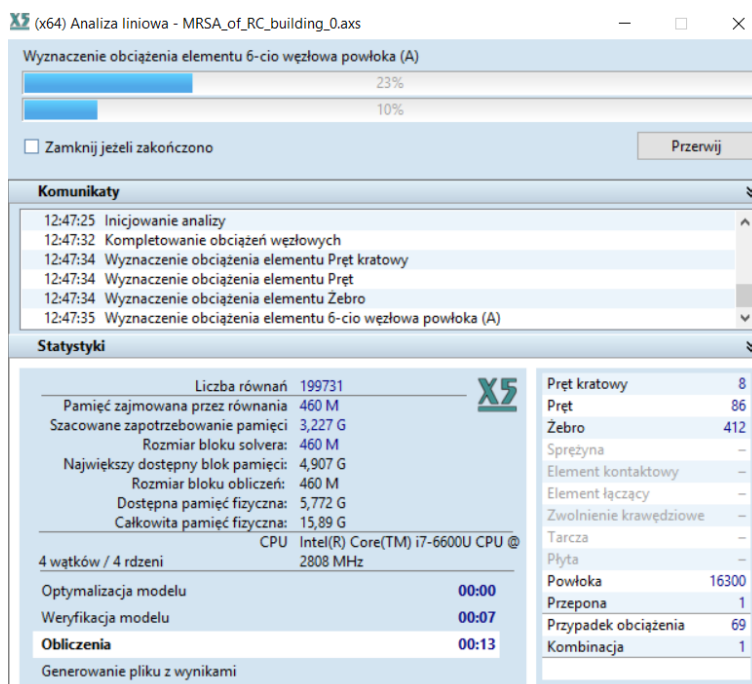 X5 (x64) Analiza liniowa - MRSA_of_RC_building_0.axs
Wyznaczenie obciążenia elementu 6-cio węzłowa powłoka (A)
23%
10%
Zamknij jeżeli zakończono
Przerwij
Komunikaty
12:47:25 Inicjowanie analizy
12:47:32 Kompletowanie obciążeń węzłowych
12:47:34 Wyznaczenie obciążenia elementu Pręt kratowy
12:47:34 Wyznaczenie obciążenia elementu Pręt
12:47:34 Wyznaczenie obciążenia elementu Żebro
12:47:35 Wyznaczenie obciążenia elementu 6-cio węzłowa powłoka (A)
Statystyki
Liczba równań 199731
X5
Pamięć zajmowana przez równania 460 M
Szacowane zapotrzebowanie pamięci 3,227 G
Rozmiar bloku solvera: 460 M
Największy dostępny blok pamięci: 4,907 G
Rozmiar bloku obliczeń: 460 M
Dostępna pamięć fizyczna: 5,772 G
Całkowita pamięć fizyczna: 15,89 G
CPU Intel(R) Core(TM) i7-6600U CPU @
4 wątków / 4 rdzeni 2808 MHz
Optymalizacja modelu 00:00
Weryfikacja modelu 00:07
Obliczenia 00:13
Generowanie pliku z wynikami
Pręt kratowy 8
Pręt 86
Żebro 412
Sprężyna –
Element kontaktowy –
Element łączący –
Zwolnienie krawędziowe –
Tarcza –
Płyta –
Powłoka 16300
Przepona 1
Przypadek obciążenia 69
Kombinacja 1